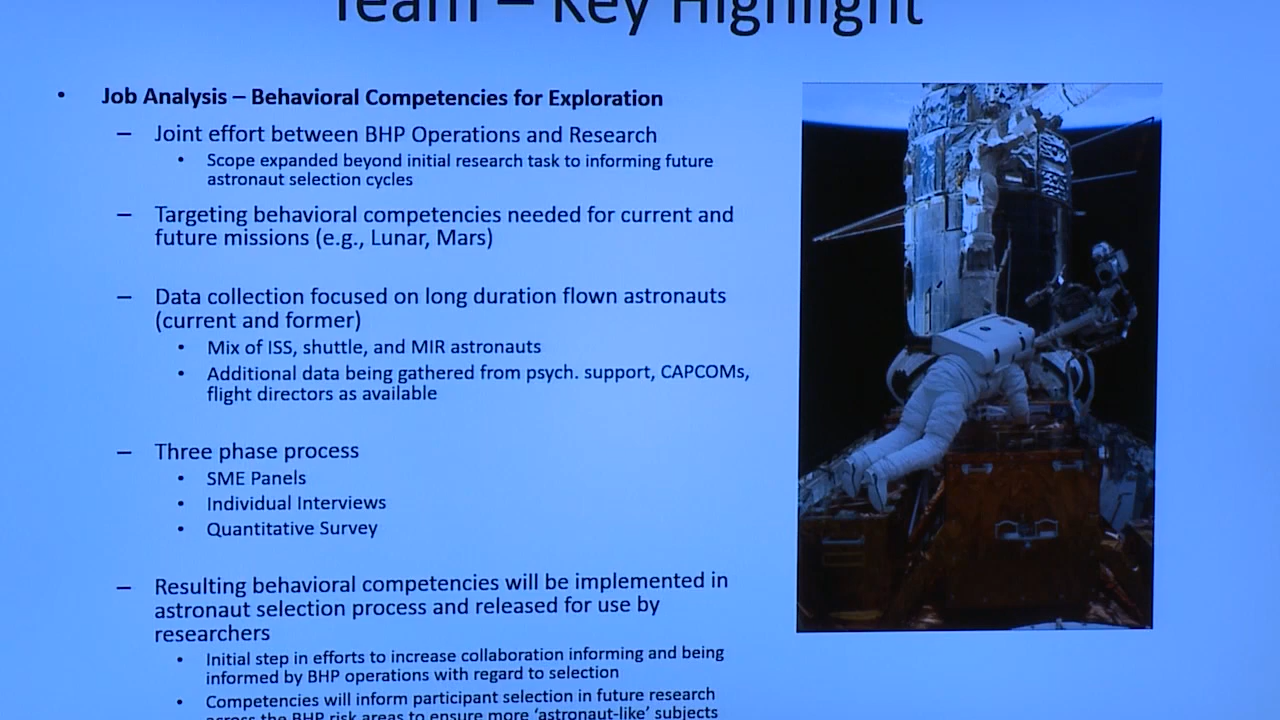 Team – Key Highlight
• Job Analysis – Behavioral Competencies for Exploration
– Joint effort between BHP Operations and Research
• Scope expanded beyond initial research task to informing future
astronaut selection cycles
– Targeting behavioral competencies needed for current and
future missions (e.g., Lunar, Mars)
– Data collection focused on long duration flown astronauts
(current and former)
• Mix of ISS, shuttle, and MIR astronauts
• Additional data being gathered from psych. support, CAPCOMs,
flight directors as available
– Three phase process
• SME Panels
• Individual Interviews
• Quantitative Survey
– Resulting behavioral competencies will be implemented in
astronaut selection process and released for use by
researchers
• Initial step in efforts to increase collaboration informing and being
informed by BHP operations with regard to selection
• Competencies will inform participant selection in future research
across the BHP risk areas to ensure more ‘astronaut-like’ subjects